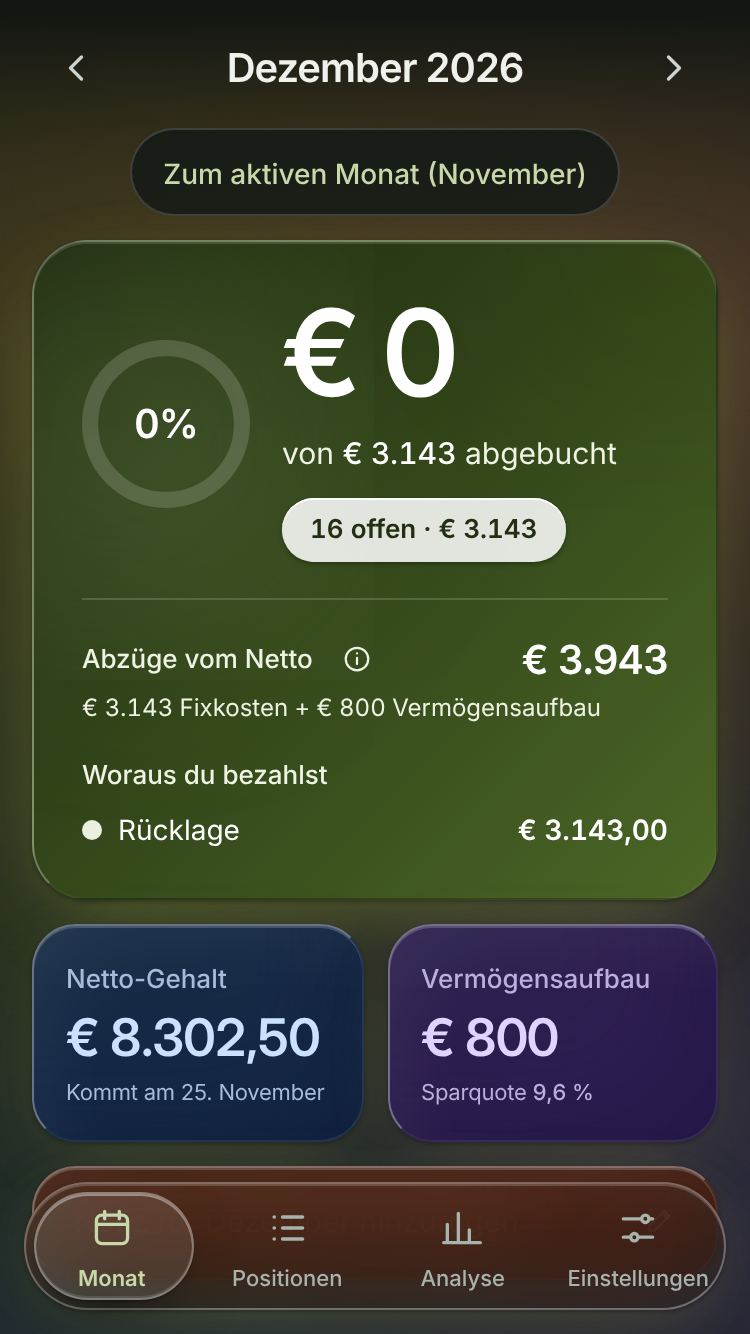 Dezember 2026
Zum aktiven Monat (November)
€ 0
0%
von € 3.143 abgebucht
16 offen · € 3.143
Abzüge vom Netto
€ 3.943
€ 3.143 Fixkosten + € 800 Vermögensaufbau
Woraus du bezahlst
Rücklage
€ 3.143,00
Netto-Gehalt
€ 8.302,50
Kommt am 25. November
Vermögensaufbau
€ 800
Sparquote 9,6 %
Monat
Positionen
Analyse
Einstellungen